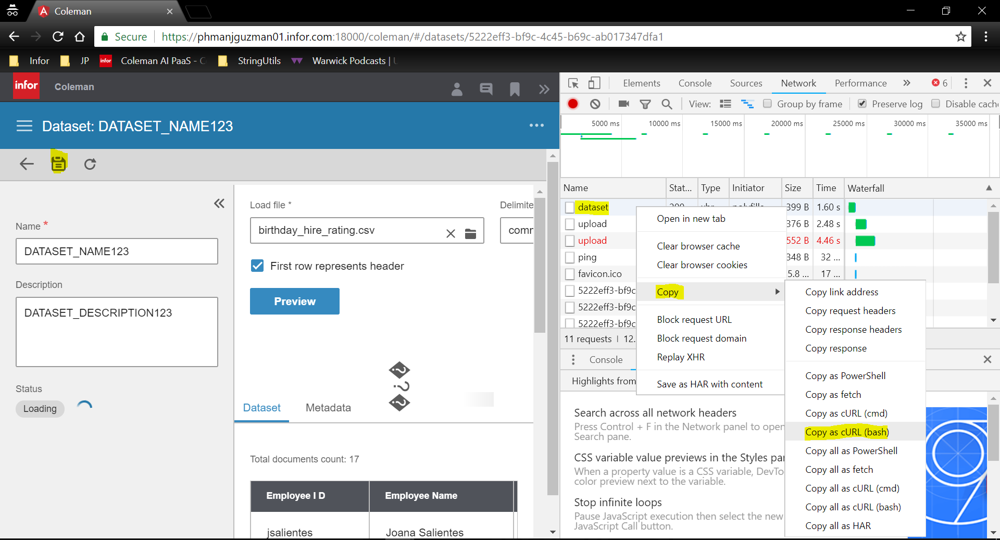 Coleman
Secure https://phmanjguzman01.infor.com:18000/coleman/#/datasets/5222eff3-bf9c-4c45-b69c-ab017347dfa1
Infor JP infor Coleman AI PaaS - StringUtils Warwick Podcasts |
infor Coleman
Dataset: DATASET_NAME123
Name *
DATASET_NAME123
Description
DATASET_DESCRIPTION123
Status
Loading
Load file *
Delimite
birthday_hire_rating.csv
comm
First row represents header
Preview
Dataset Metadata
Total documents count: 17
Employee I D Employee Name
jsalientes Joana Salientes
Elements Console Sources Network Performance 6
View: Group by frame Preserve log Disable cach
5000 ms 10000 ms 15000 ms 20000 ms 25000 ms 30000 ms 35000 ms
Name Stat... Type Initiator Size Time Waterfall
dataset 200 xhr polyfills 399 B 1.60 s
upload 376 B 2.48 s
upload 552 B 4.46 s
ping 348 B 32 ...
favicon.ico 5.8 ... 17 ...
5222eff3-bf9c
5222eff3-bf9c
5222eff3-bf9c
11 requests | 12.
Console
Highlights from
Search across all network headers
Press Control + F in the Network panel to open
Search pane.
CSS variable value previews in the Styles pa
When a property value is a CSS variable, DevTo
color preview next to the variable.
Stop infinite loops
Pause JavaScript execution then select the new
JavaScript Call button.
Open in new tab
Clear browser cache
Clear browser cookies
Copy
Block request URL
Block request domain
Replay XHR
Save as HAR with content
Copy link address
Copy request headers
Copy response headers
Copy response
Copy as PowerShell
Copy as fetch
Copy as cURL (cmd)
Copy as cURL (bash)
Copy all as PowerShell
Copy all as fetch
Copy all as cURL (cmd)
Copy all as cURL (bash)
Copy all as HAR